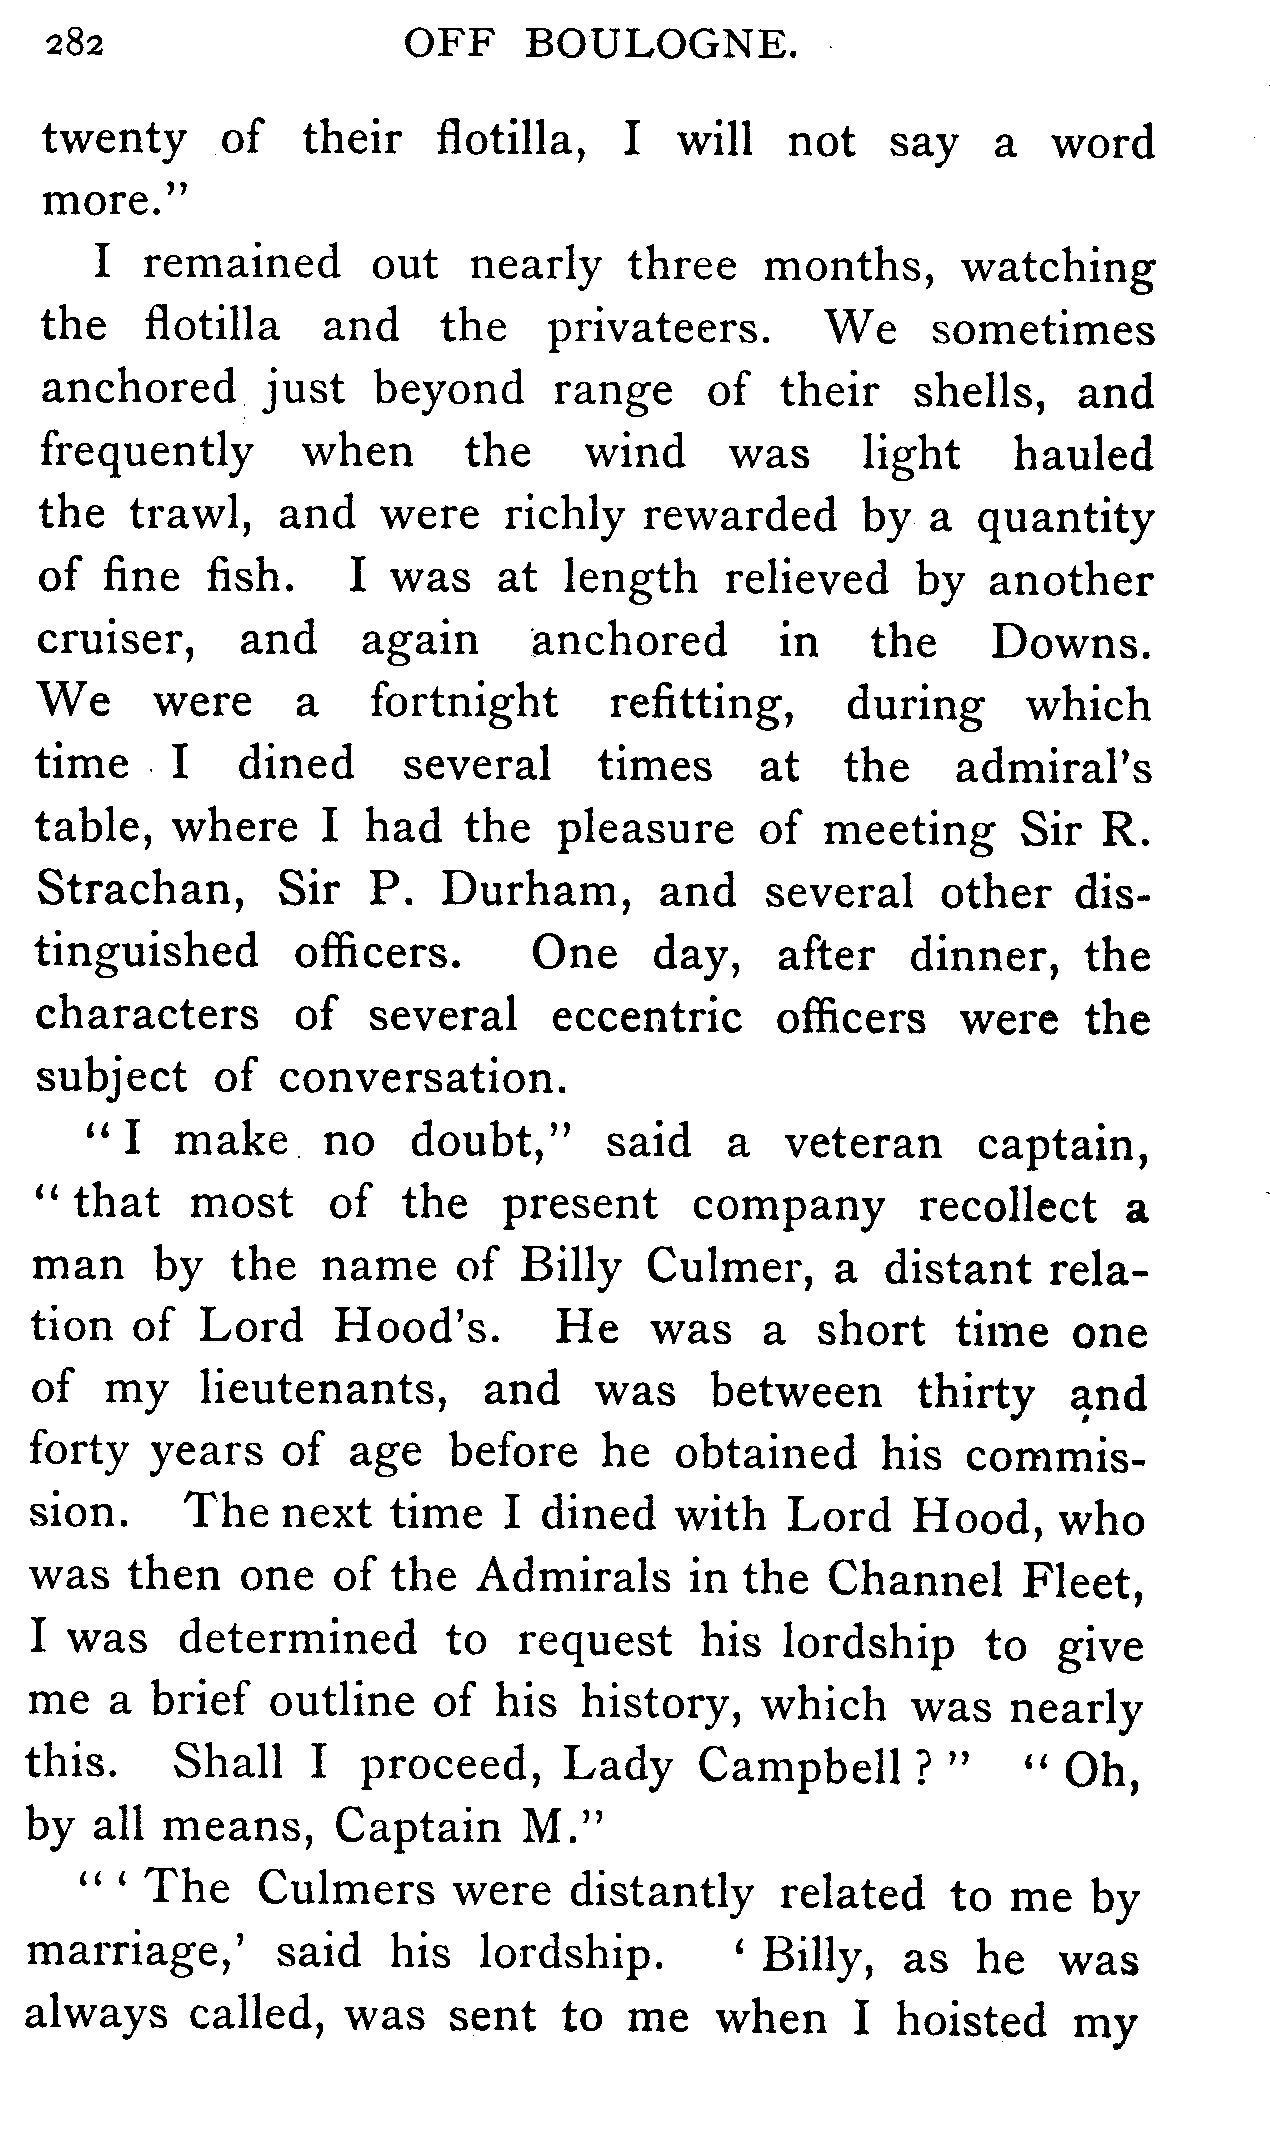 282 OFF BOULOGNE.
twenty of their flotilla, I will not say a word
more.”
I remained out nearly three months, watching
the flotilla and the privateers. We sometimes
anchored just beyond range of their shells, and
frequently when the wind was light hauled
the trawl, and were richly rewarded by a quantity
of fine fish. I was at length relieved by another
cruiser, and again anchored in the Downs.
We were a fortnight refitting, during which
time I dined several times at the admiral’s
table, where I had the pleasure of meeting Sir R.
Strachan, Sir P. Durham, and several other dis-
tinguished officers. One day, after dinner, the
characters of several eccentric officers were the
subject of conversation.
“ I make no doubt,” said a veteran captain,
“ that most of the present company recollect a
man by the name of Billy Culmer, a distant rela-
tion of Lord Hood’s. He was a short time one
of my lieutenants, and was between thirty and
forty years of age before he obtained his commis-
sion. The next time I dined with Lord Hood, who
was then one of the Admirals in the Channel Fleet,
I was determined to request his lordship to give
me a brief outline of his history, which was nearly
this. Shall I proceed, Lady Campbell ? ” “ Oh,
by all means, Captain M.”
“ ‘ The Culmers were distantly related to me by
marriage,’ said his lordship. ‘ Billy, as he was
always called, was sent to me when I hoisted my